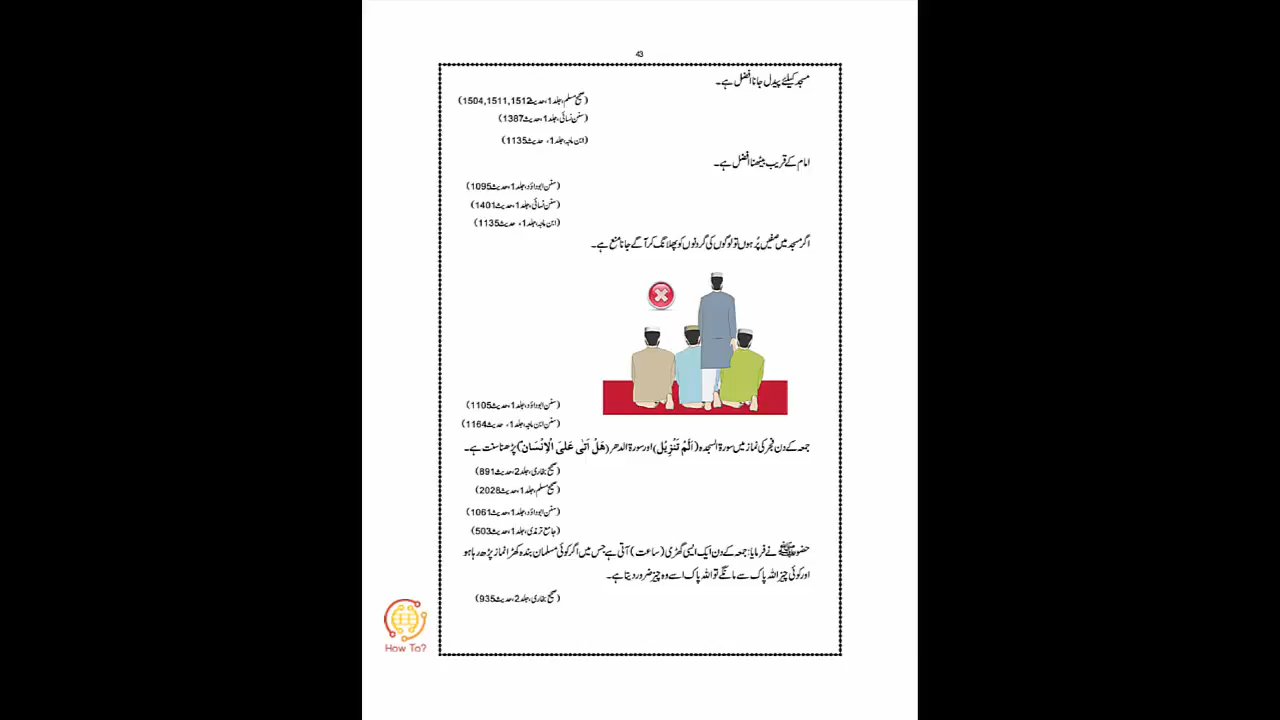 43
مسجد کیلئے پیدل جانا افضل ہے۔
(صحیح مسلم، جلد 1، حدیث 1504,1511,1512)
(سنن نسائی، جلد 1، حدیث 1387)
(ابن ماجہ، جلد 1، حدیث 1135)
امام کے قریب بیٹھنا افضل ہے۔
(سنن ابوداؤد، جلد 1، حدیث 1095)
(سنن نسائی، جلد 1، حدیث 1401)
(ابن ماجہ، جلد 1، حدیث 1135)
اگر مسجد میں صفیں پُر ہوں تو لوگوں کی گردنوں کو پھلانگ کر آگے جانا منع ہے۔
(سنن ابوداؤد، جلد 1، حدیث 1105)
(سنن ابن ماجہ، جلد 1، حدیث 1164)
جمعہ کے دن فجر کی نماز میں سورۃ السجدہ (اَلٓمّٓ تَنْزِیْل) اور سورۃ الدھر (هَلْ اَتٰى عَلَى الْاِنْسَان) پڑھنا سنت ہے۔
(صحیح بخاری، جلد 2، حدیث 891)
(صحیح مسلم، جلد 1، حدیث 2028)
(سنن ابوداؤد، جلد 1، حدیث 1061)
(جامع ترمذی، جلد 1، حدیث 503)
حضور ﷺ نے فرمایا: جمعہ کے دن ایک ایسی گھڑی (ساعت) آتی ہے جس میں اگر کوئی مسلمان بندہ کھڑا نماز پڑھ رہا ہو
اور کوئی چیز اللہ پاک سے مانگے تو اللہ پاک اسے وہ چیز ضرور دیتا ہے۔
(صحیح بخاری، جلد 2، حدیث 935)
How To?